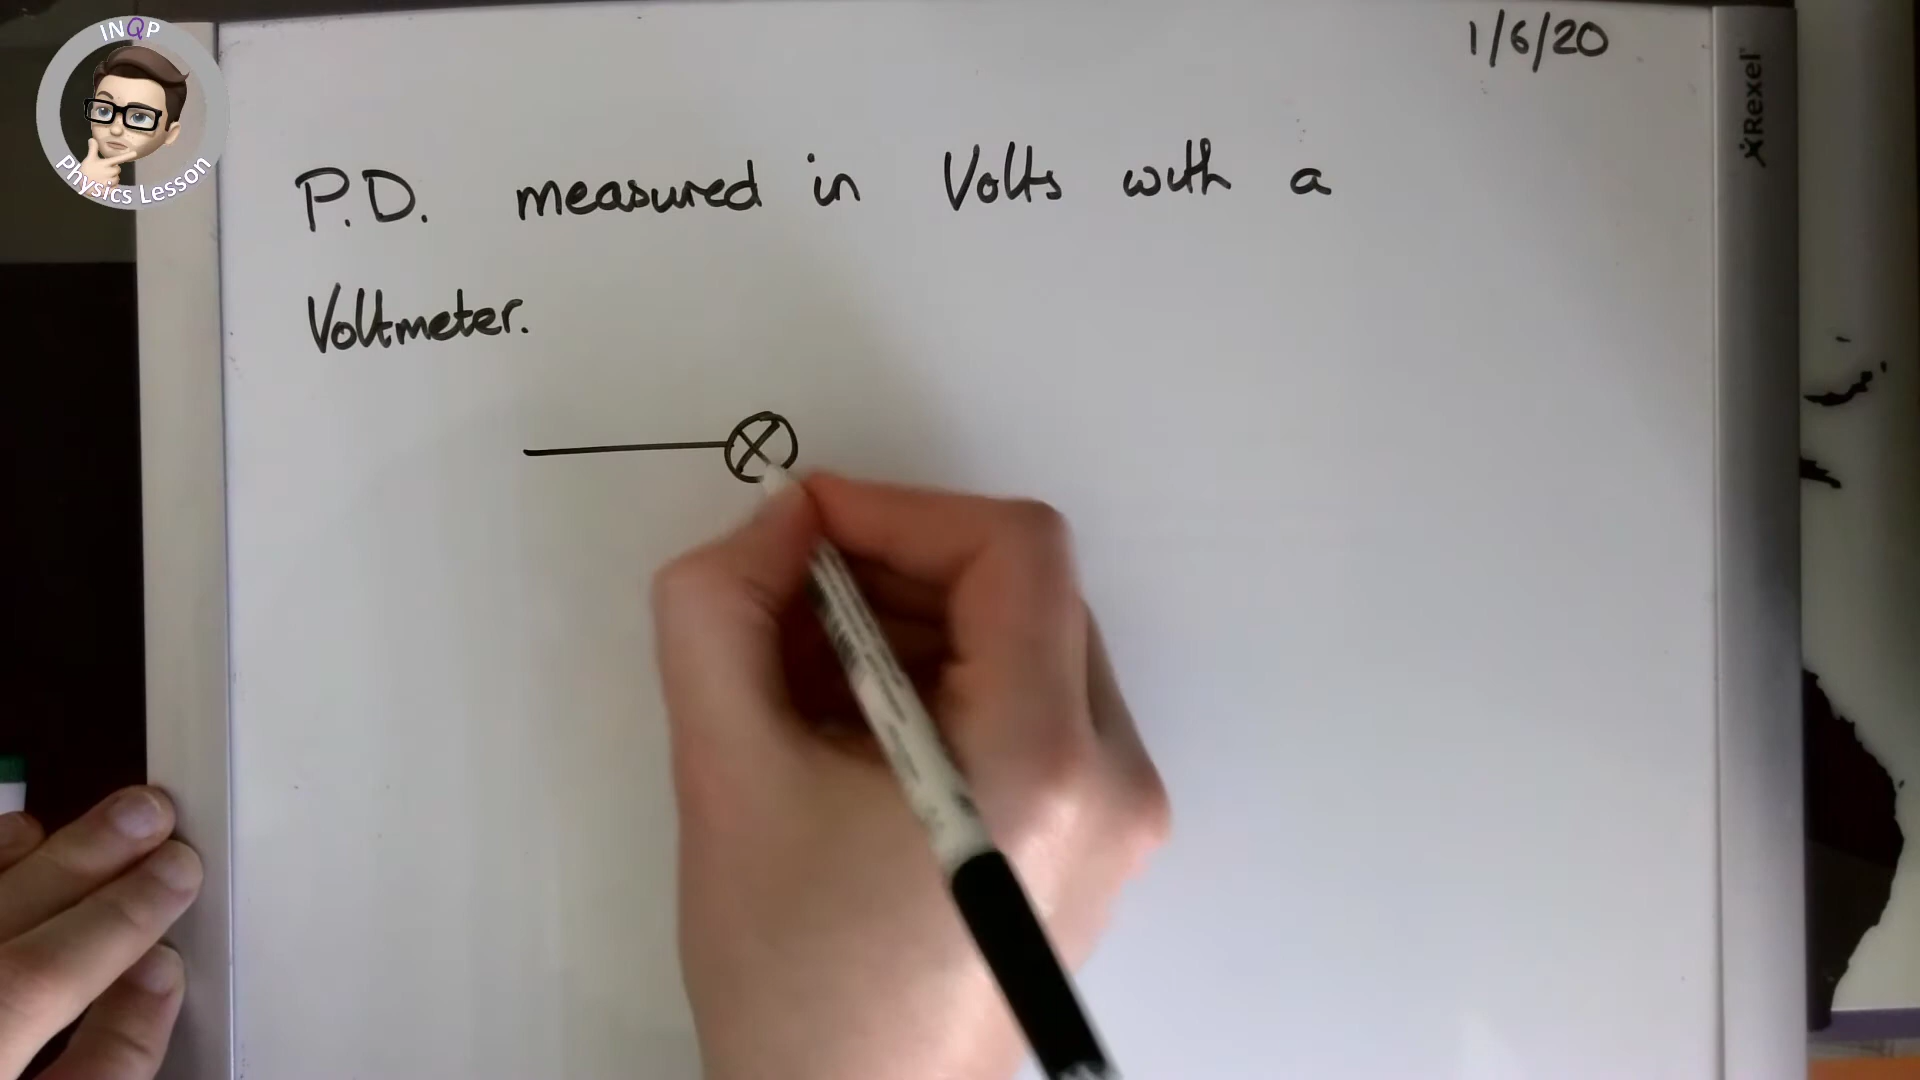 INQP
Physics Lesson
1/6/20
Rexel
P.D. measured in Volts with a
Voltmeter.